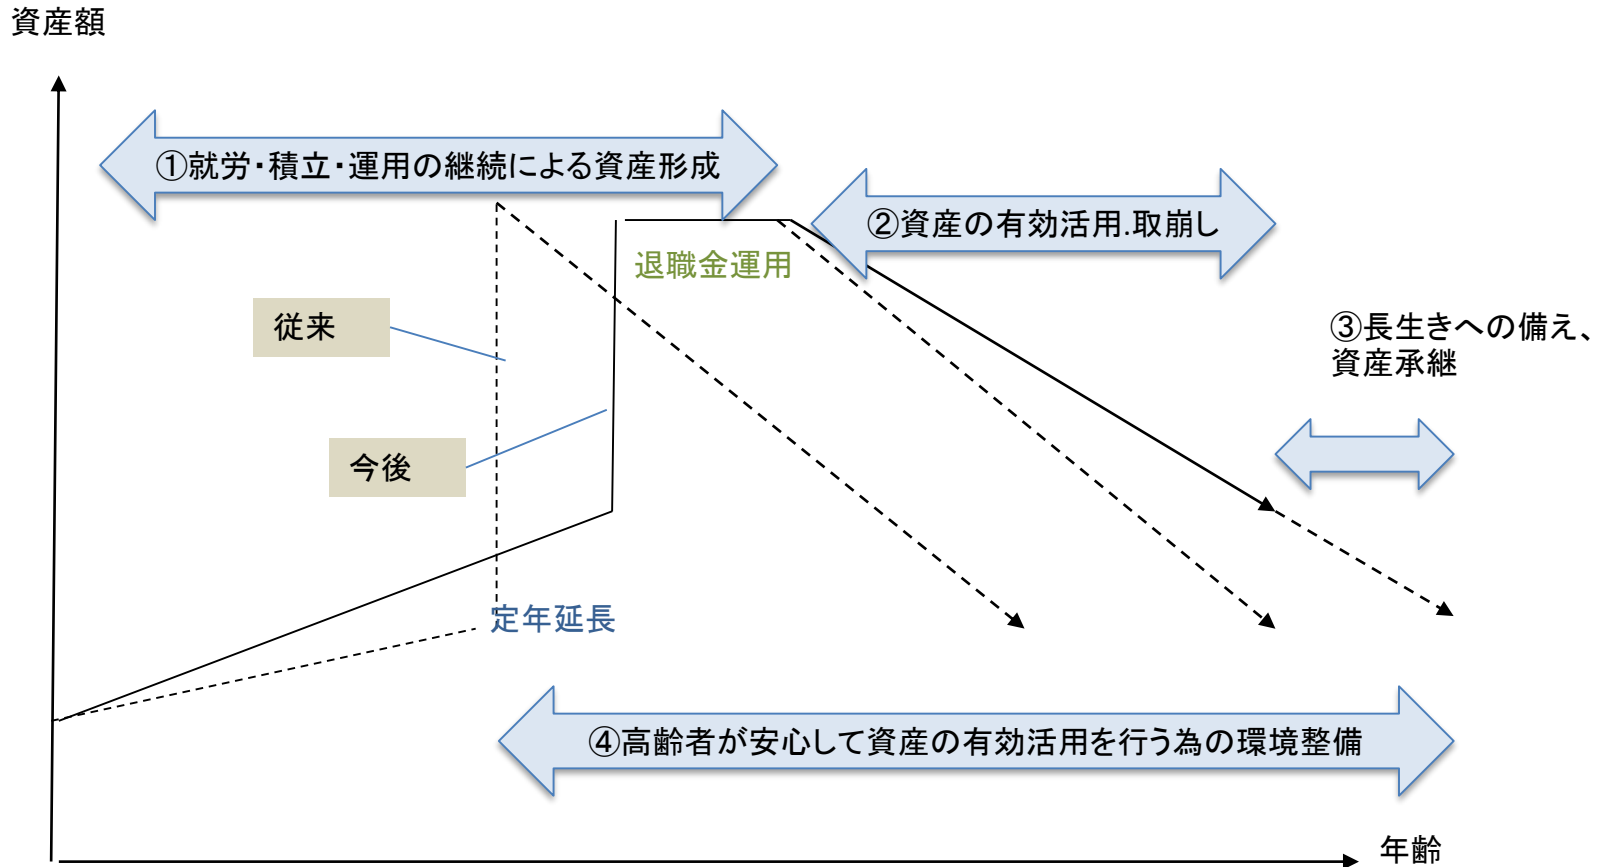 資産額
①就労・積立・運用の継続による資産形成
②資産の有効活用.取崩し
退職金運用
従来
③長生きへの備え、
資産承継
今後
定年延長
④高齢者が安心して資産の有効活用を行う為の環境整備
年齢